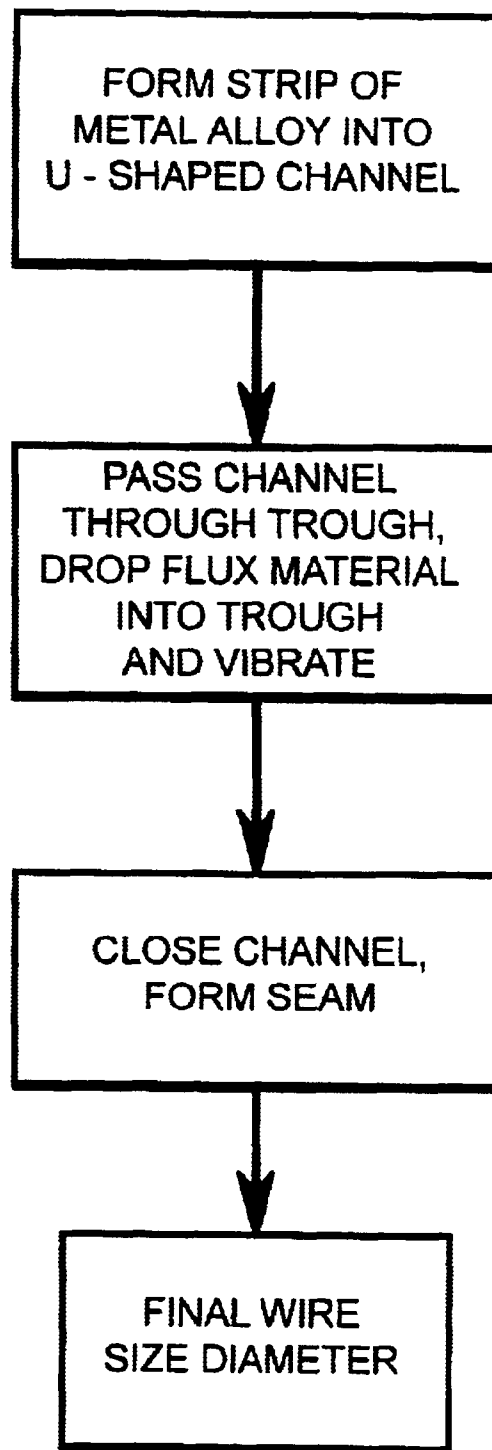 FORM STRIP OF
METAL ALLOY INTO
U - SHAPED CHANNEL
PASS CHANNEL
THROUGH TROUGH,
DROP FLUX MATERIAL
INTO TROUGH
AND VIBRATE
CLOSE CHANNEL,
FORM SEAM
FINAL WIRE
SIZE DIAMETER